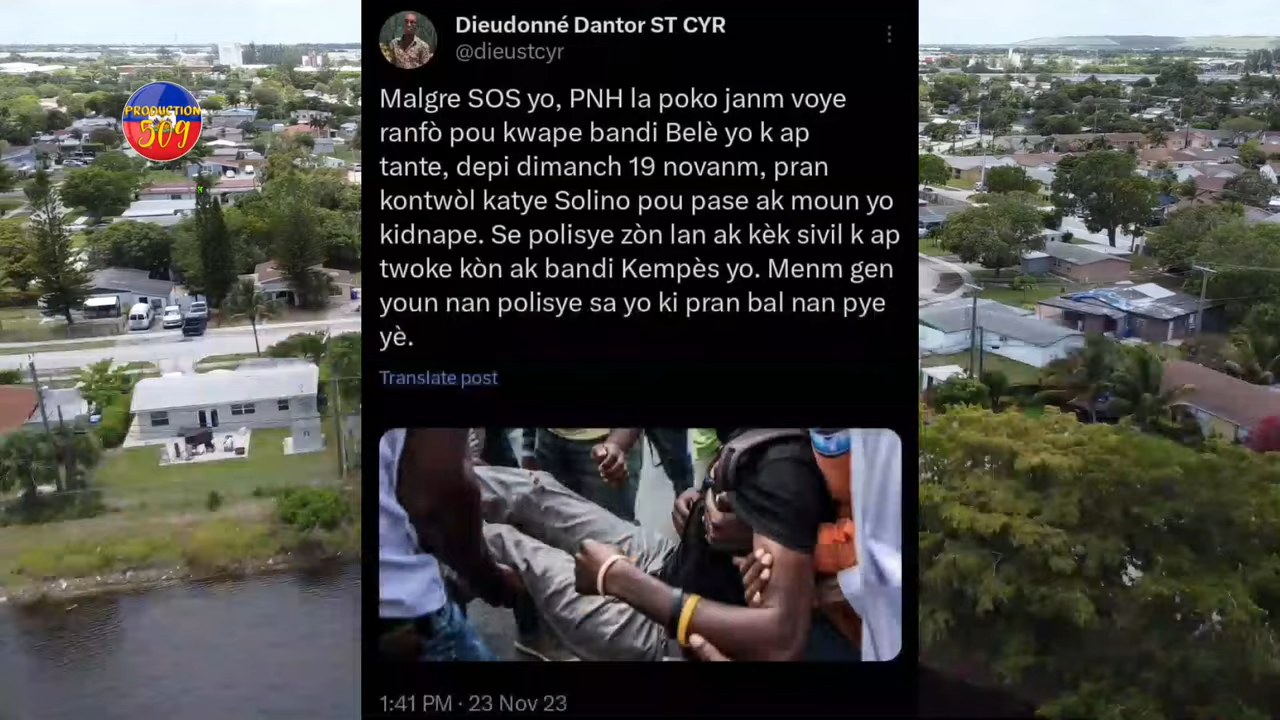 PRODUCTION
509
Dieudonné Dantor ST CYR
@dieustcyr
Malgre SOS yo, PNH la poko janm voye
ranfò pou kwape bandi Belè yo k ap
tante, depi dimanch 19 novanm, pran
kontwòl katye Solino pou pase ak moun yo
kidnape. Se polisye zòn lan ak kèk sivil k ap
twoke kòn ak bandi Kempès yo. Menm gen
youn nan polisye sa yo ki pran bal nan pye
yè.
Translate post
1:41 PM · 23 Nov 23